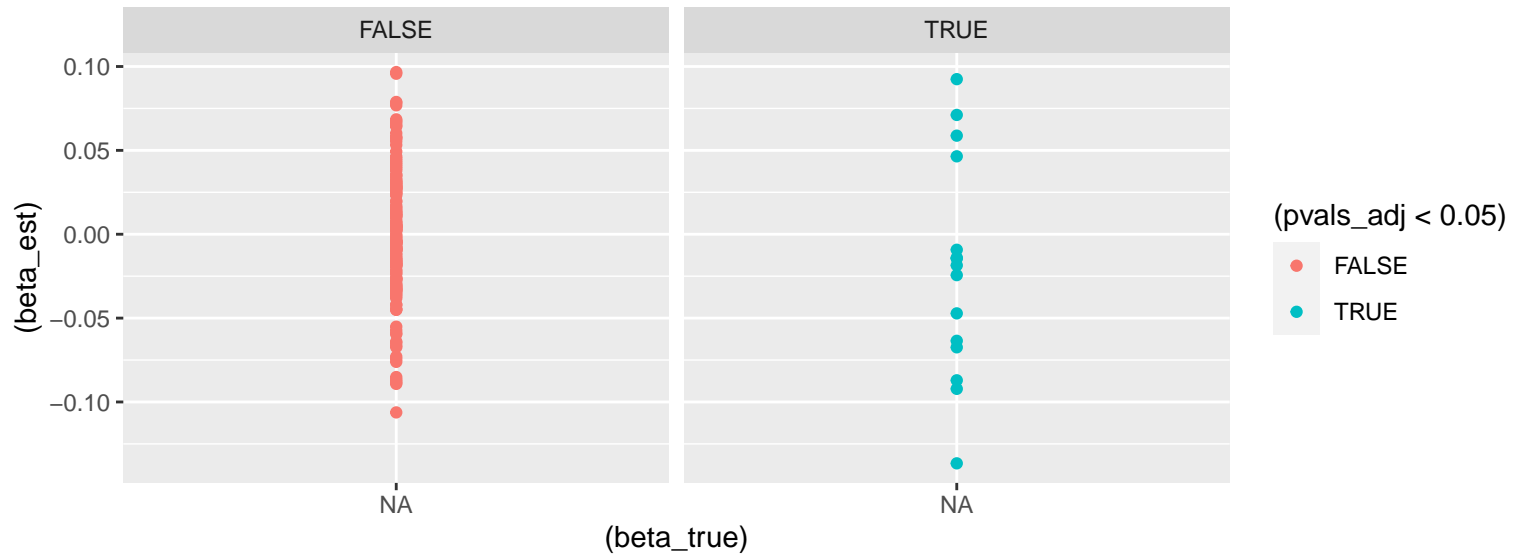 FALSE
TRUE
0.10
0.05
0.00
−0.05
−0.10
(beta_est)
NA
NA
(beta_true)
(pvals_adj < 0.05)
FALSE
TRUE